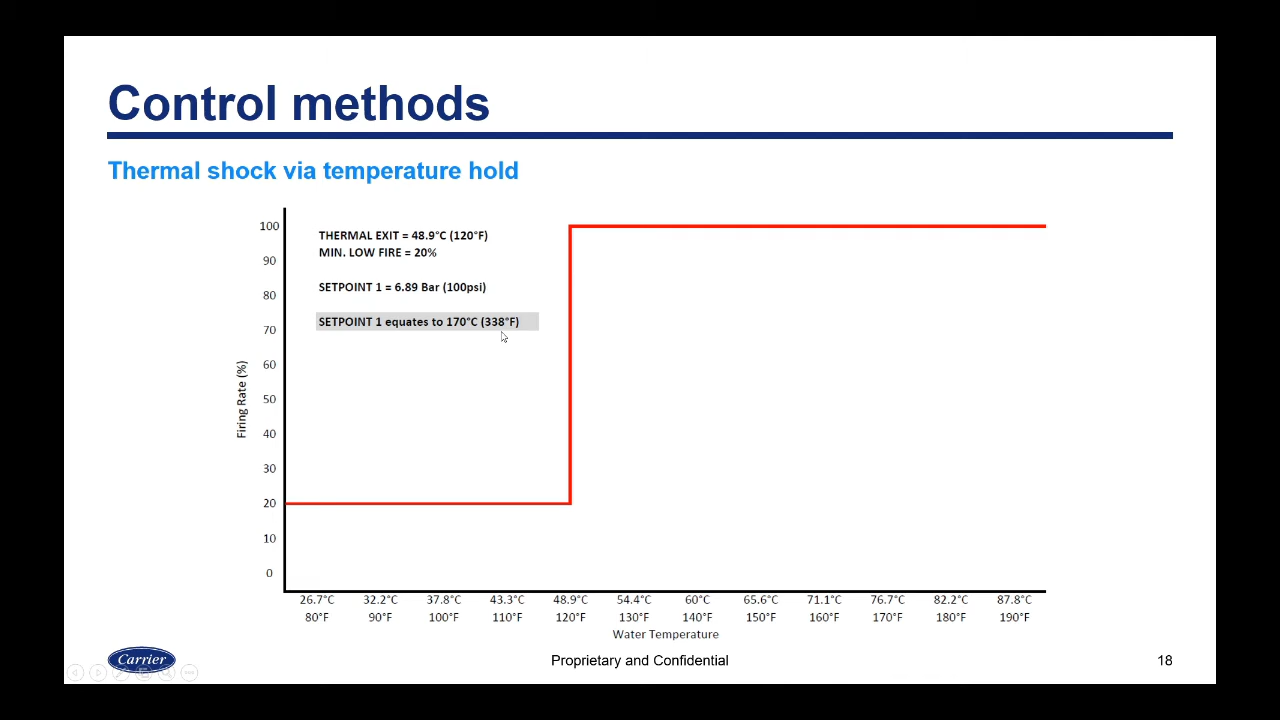 Control methods
Thermal shock via temperature hold
THERMAL EXIT = 48.9°C (120°F)
MIN. LOW FIRE = 20%
SETPOINT 1 = 6.89 Bar (100psi)
SETPOINT 1 equates to 170°C (338°F)
Firing Rate (%)
100
90
80
70
60
50
40
30
20
10
0
26.7°C 32.2°C 37.8°C 43.3°C 48.9°C 54.4°C 60°C 65.6°C 71.1°C 76.7°C 82.2°C 87.8°C
80°F 90°F 100°F 110°F 120°F 130°F 140°F 150°F 160°F 170°F 180°F 190°F
Water Temperature
Carrier
Proprietary and Confidential
18